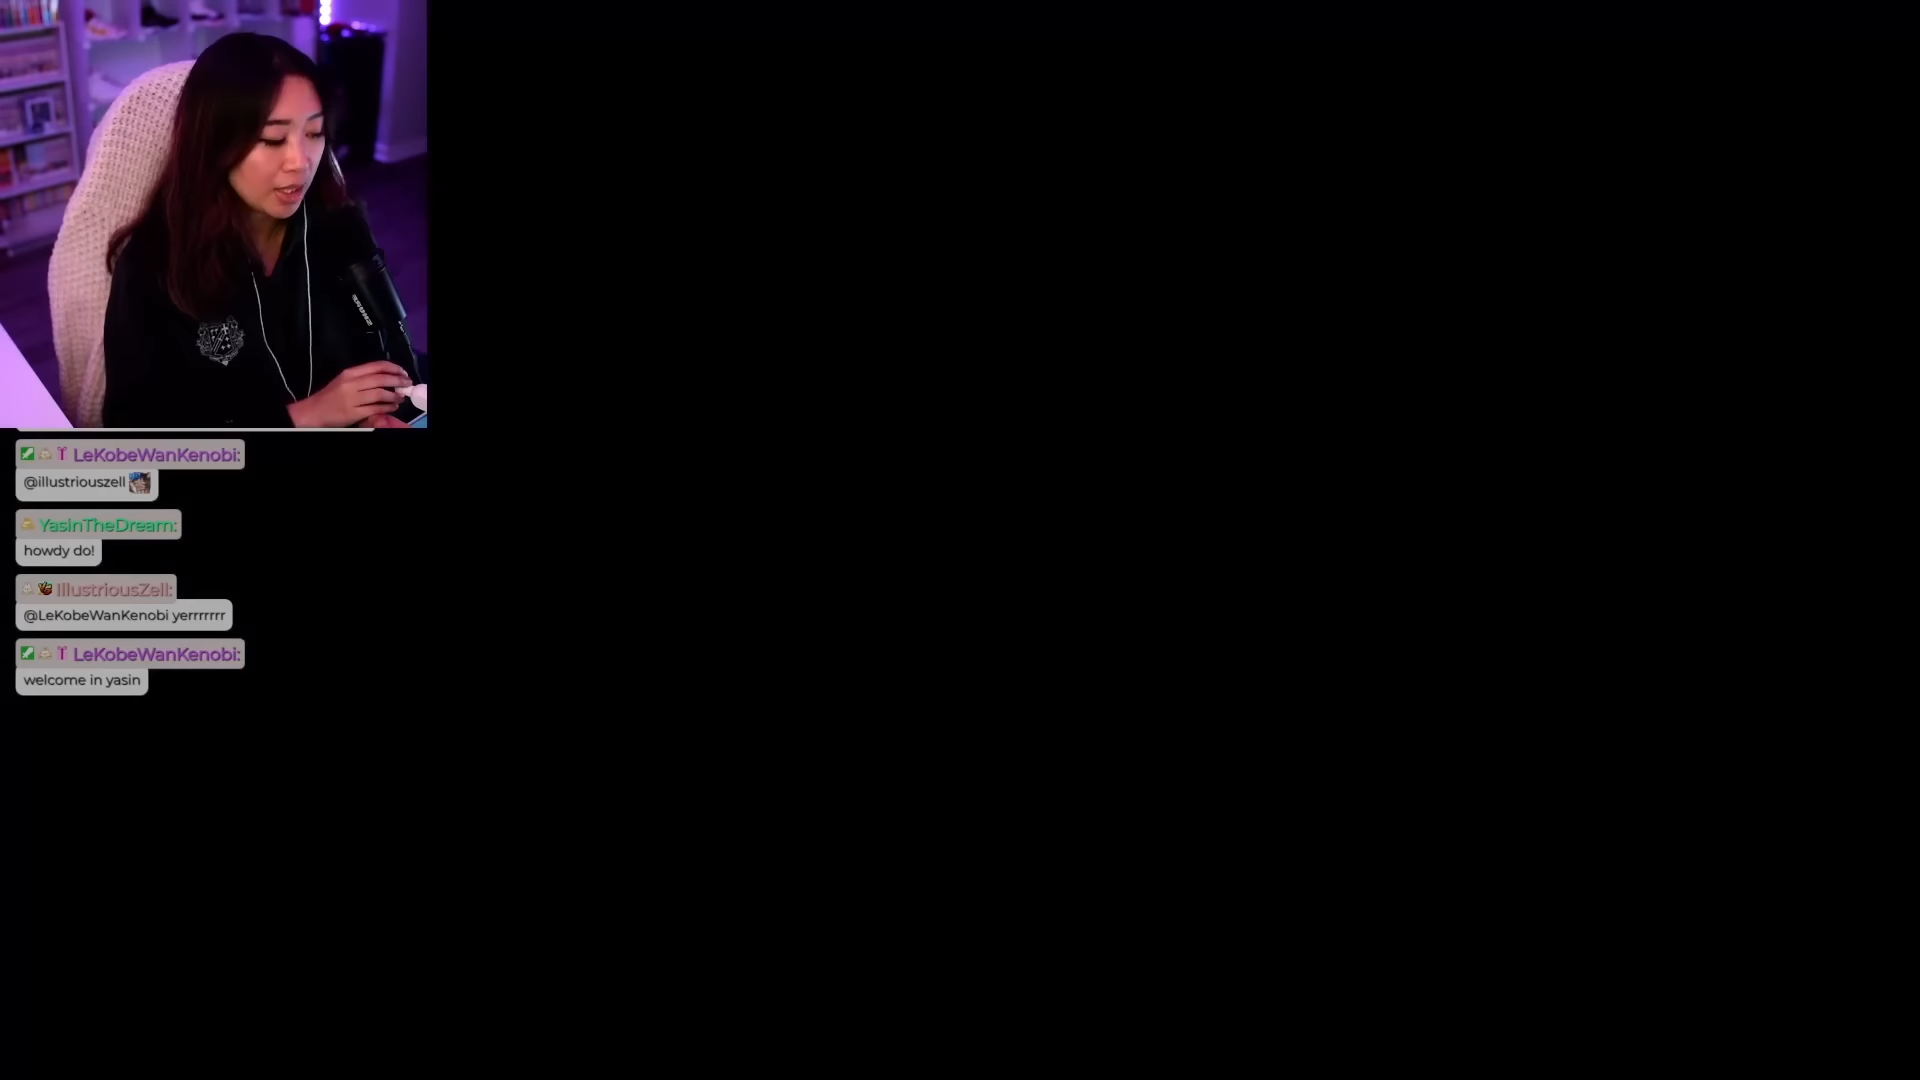 LeKobeWanKenobi:
@illustriouszell
YasinTheDream:
howdy do!
IllustriousZell:
@LeKobeWanKenobi yerrrrrrr
LeKobeWanKenobi:
welcome in yasin